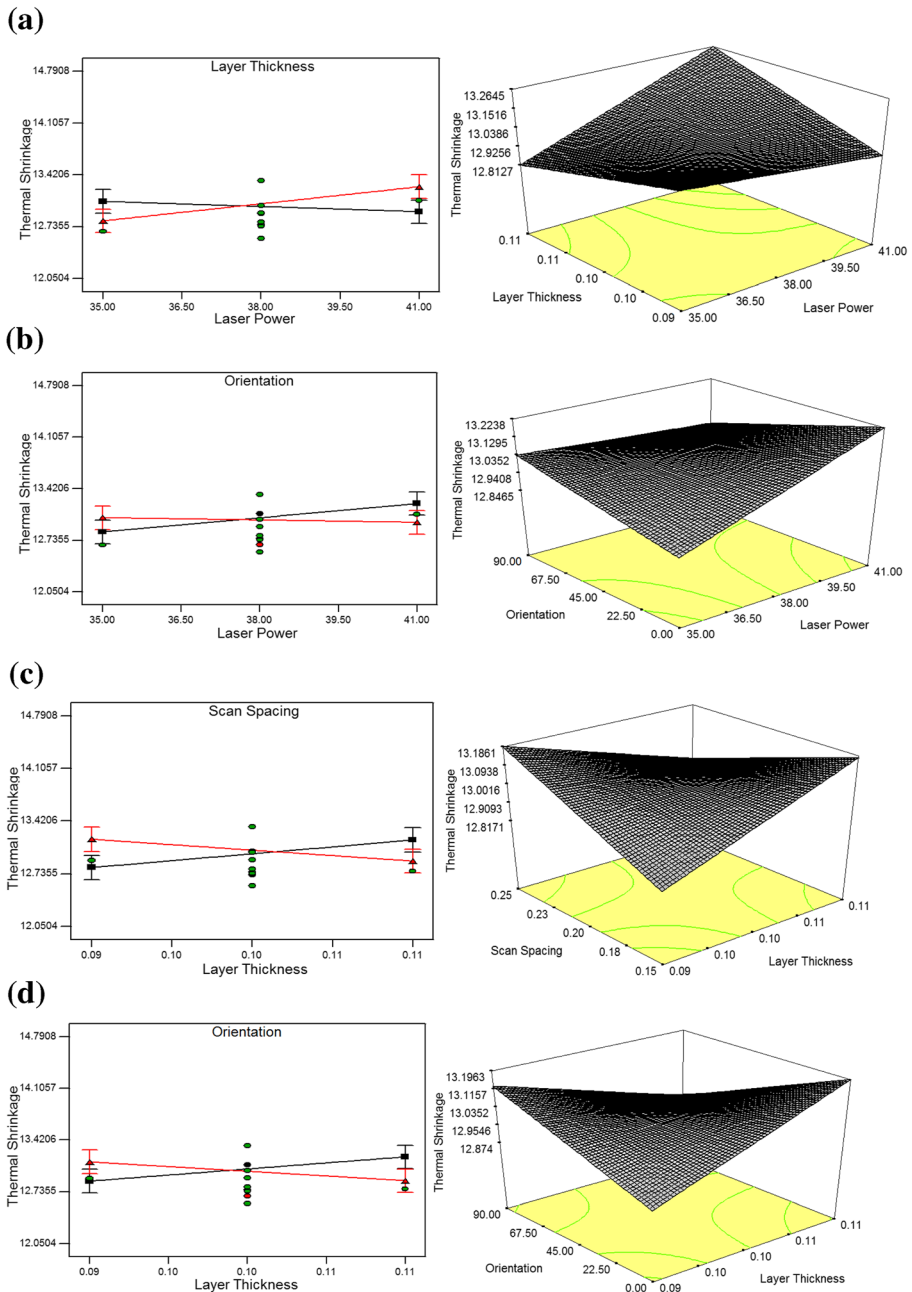 (a)
Layer Thickness
14.7908
14.1057
13.4206
12.7355
12.0504
Thermal Shrinkage
35.00 36.50 38.00 39.50 41.00
Laser Power
13.2645
13.1516
13.0386
12.9256
12.8127
Thermal Shrinkage
0.11
0.11
0.10
0.10
0.09
Layer Thickness
35.00
36.50
38.00
39.50
41.00
Laser Power
(b)
Orientation
14.7908
14.1057
13.4206
12.7355
12.0504
Thermal Shrinkage
35.00 36.50 38.00 39.50 41.00
Laser Power
13.2238
13.1295
13.0352
12.9408
12.8465
Thermal Shrinkage
90.00
67.50
45.00
22.50
0.00
Orientation
35.00
36.50
38.00
39.50
41.00
Laser Power
(c)
Scan Spacing
14.7908
14.1057
13.4206
12.7355
12.0504
Thermal Shrinkage
0.09 0.10 0.10 0.11 0.11
Layer Thickness
13.1861
13.0938
13.0016
12.9093
12.8171
Thermal Shrinkage
0.25
0.23
0.20
0.18
0.15
Scan Spacing
0.09
0.10
0.10
0.11
0.11
Layer Thickness
(d)
Orientation
14.7908
14.1057
13.4206
12.7355
12.0504
Thermal Shrinkage
0.09 0.10 0.10 0.11 0.11
Layer Thickness
13.1963
13.1157
13.0352
12.9546
12.874
Thermal Shrinkage
90.00
67.50
45.00
22.50
0.00
Orientation
0.09
0.10
0.10
0.11
0.11
Layer Thickness